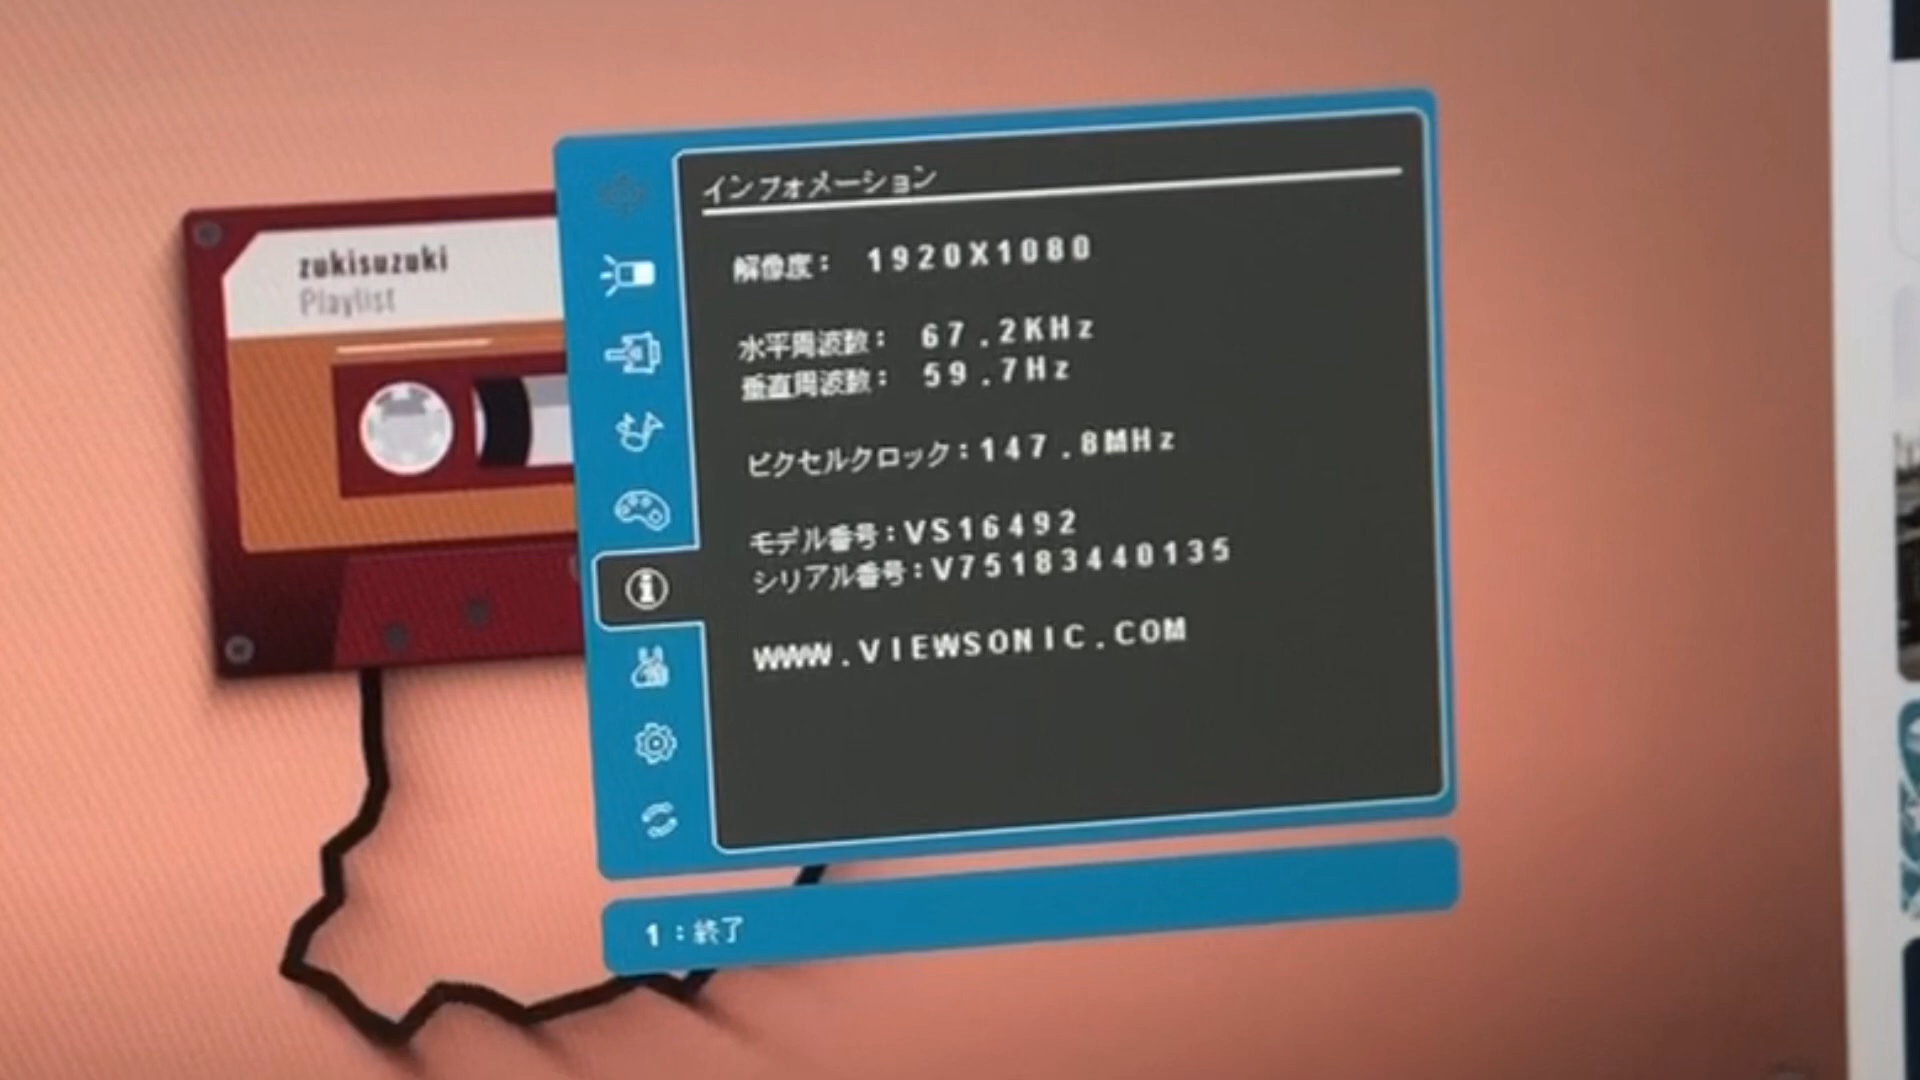 zukisuzuki
Playlist
インフォメーション
解像度: 1920X1080
水平周波数: 67.2KHz
垂直周波数: 59.7Hz
ピクセルクロック:147.8MHz
モデル番号:VS16492
シリアル番号:V75183440135
WWW.VIEWSONIC.COM
1:終了